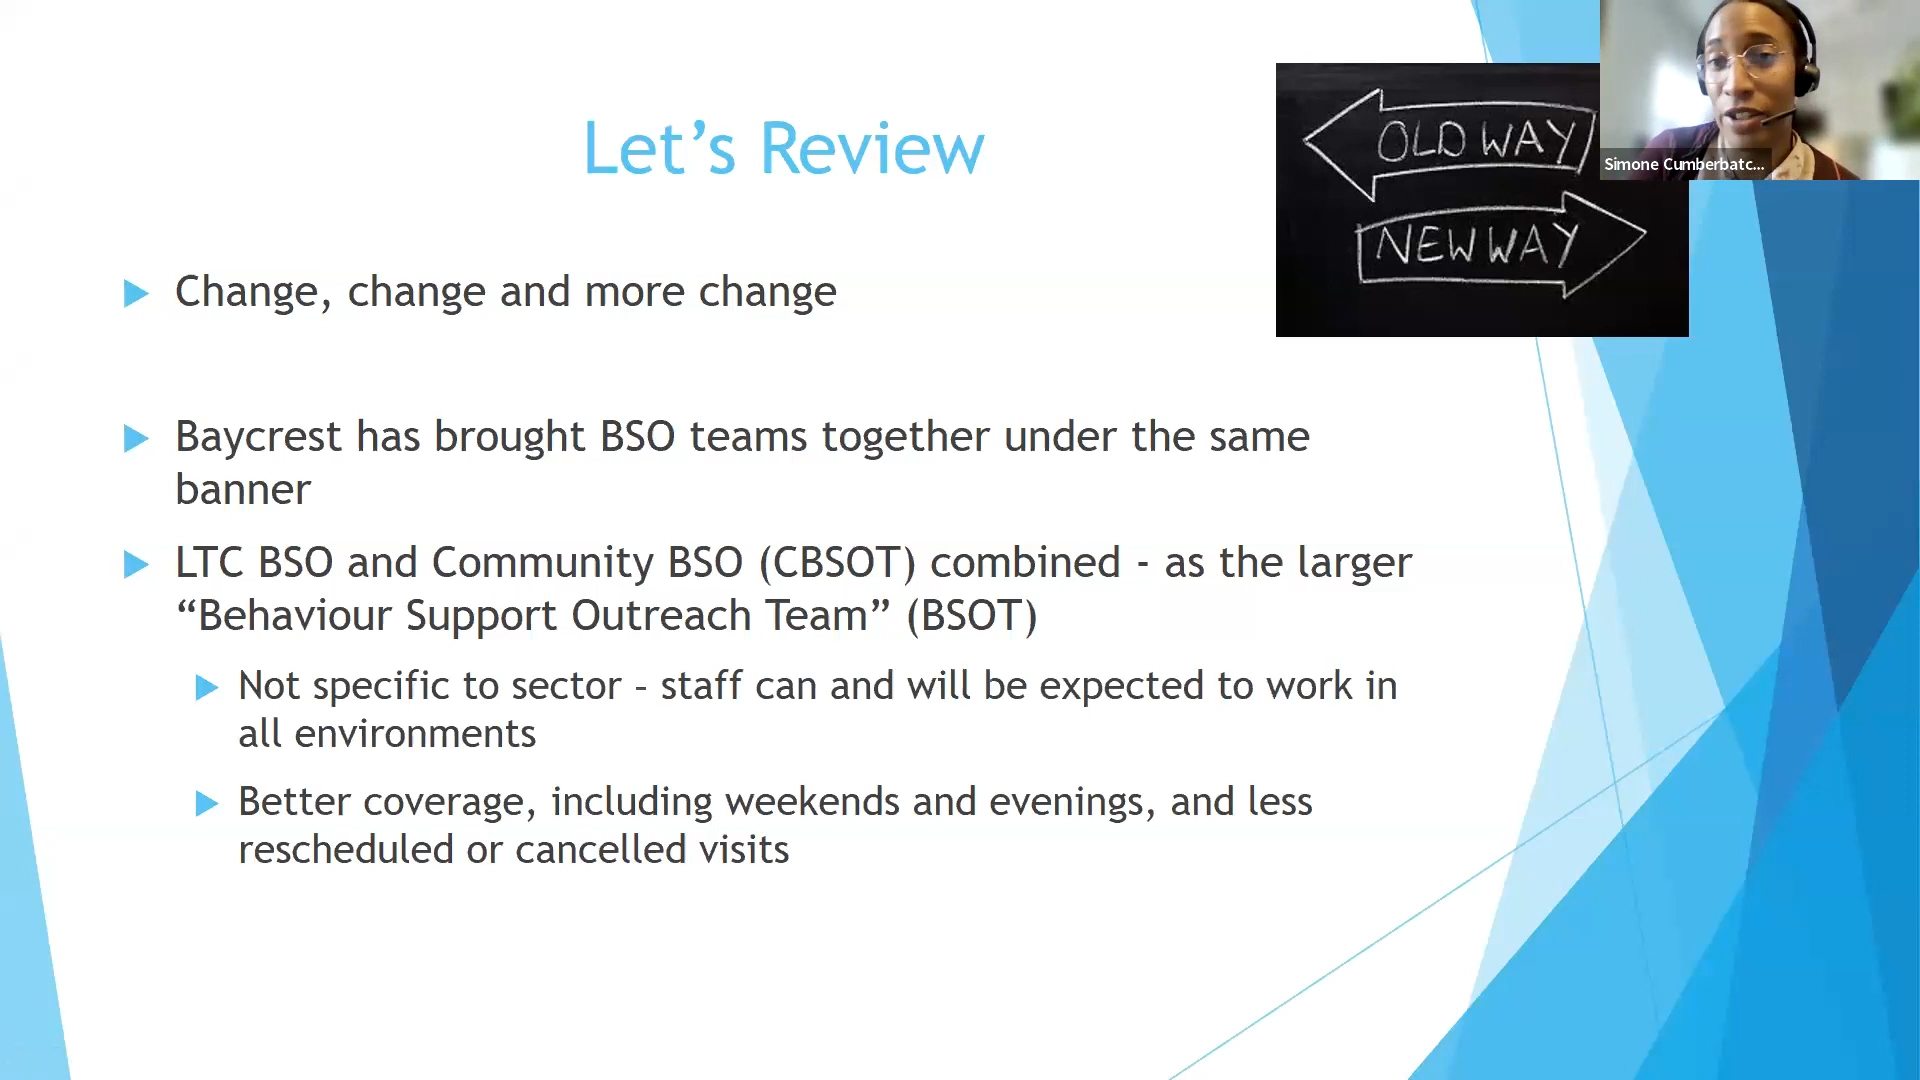 Let’s Review
OLD WAY
NEW WAY
Simone Cumberbatc...
Change, change and more change
Baycrest has brought BSO teams together under the same
banner
LTC BSO and Community BSO (CBSOT) combined - as the larger
“Behaviour Support Outreach Team” (BSOT)
Not specific to sector – staff can and will be expected to work in
all environments
Better coverage, including weekends and evenings, and less
rescheduled or cancelled visits